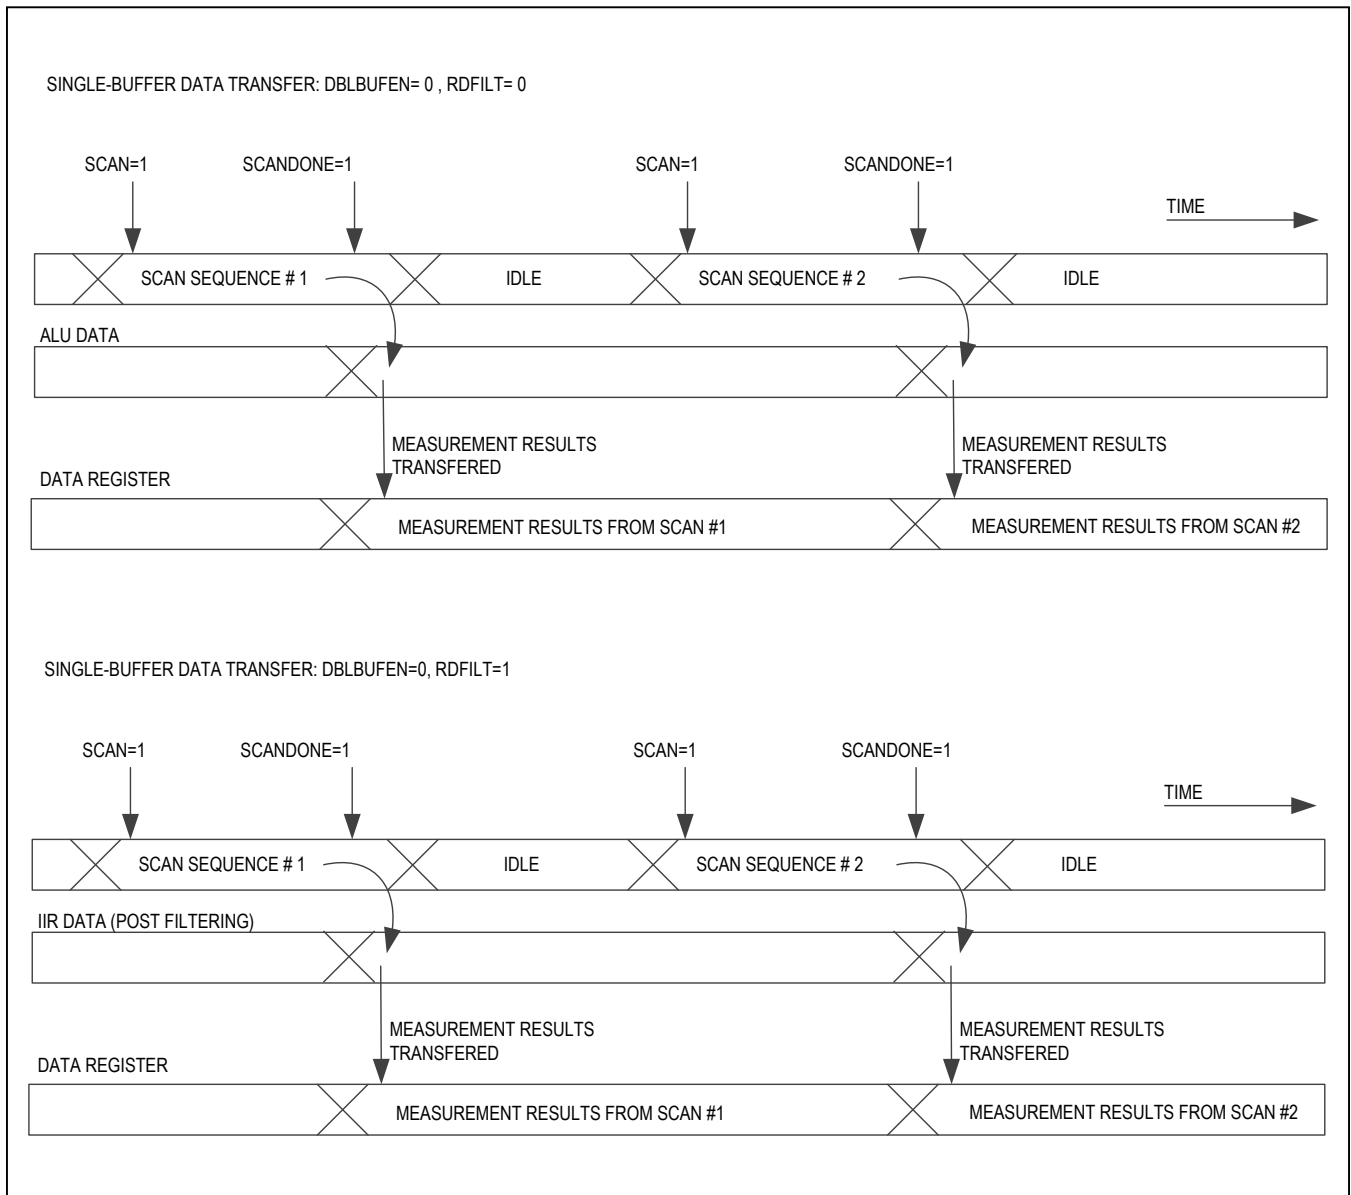 SINGLE-BUFFER DATA TRANSFER: DBLBUFEN= 0 , RDFILT= 0
SCAN=1 SCANDONE=1 SCAN=1 SCANDONE=1
TIME
SCAN SEQUENCE # 1 IDLE SCAN SEQUENCE # 2 IDLE
ALU DATA
MEASUREMENT RESULTS MEASUREMENT RESULTS
TRANSFERED TRANSFERED
DATA REGISTER
MEASUREMENT RESULTS FROM SCAN #1 MEASUREMENT RESULTS FROM SCAN #2
SINGLE-BUFFER DATA TRANSFER: DBLBUFEN=0, RDFILT=1
SCAN=1 SCANDONE=1 SCAN=1 SCANDONE=1
TIME
SCAN SEQUENCE # 1 IDLE SCAN SEQUENCE # 2 IDLE
IIR DATA (POST FILTERING)
MEASUREMENT RESULTS MEASUREMENT RESULTS
TRANSFERED TRANSFERED
DATA REGISTER
MEASUREMENT RESULTS FROM SCAN #1 MEASUREMENT RESULTS FROM SCAN #2